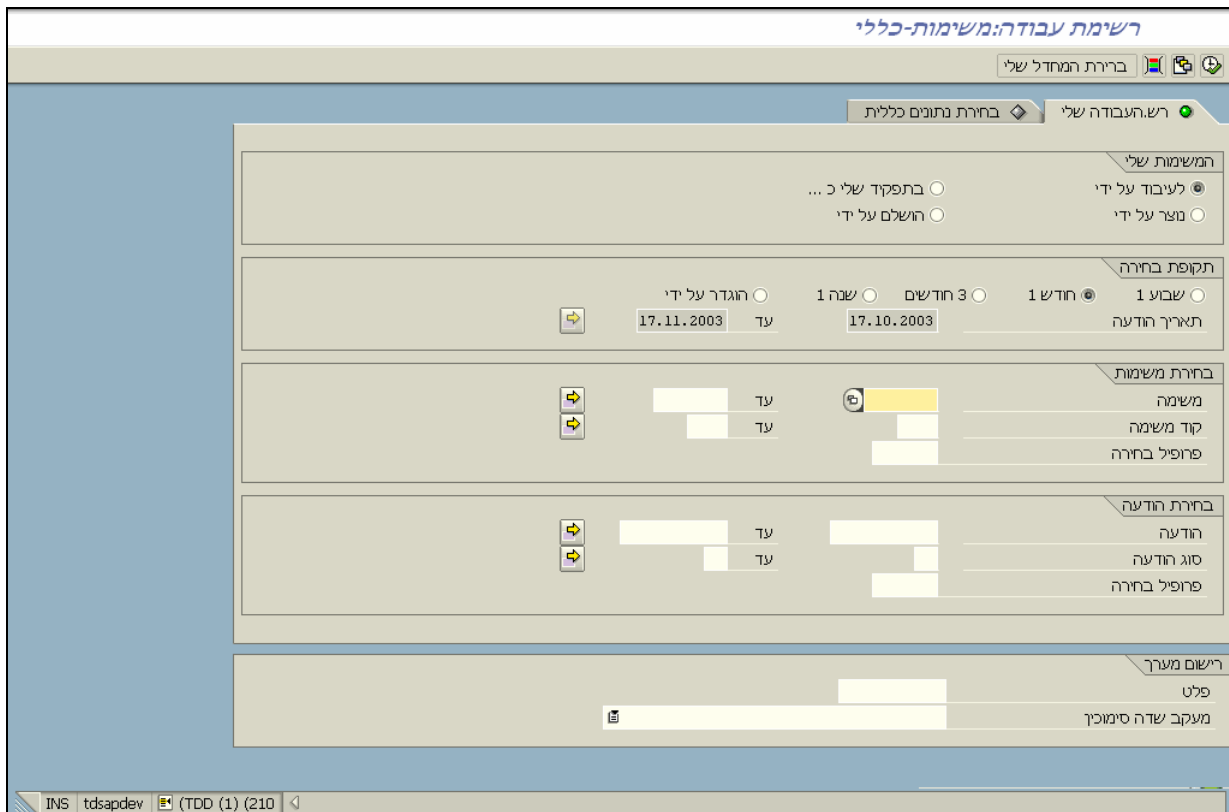 רשימת עבודה:משימות-כללי
ברירת המחדל שלי
רש.העבודה שלי בחירת נתונים כללית
המשימות שלי
לעיבוד על ידי בתפקיד שלי כ ...
נוצר על ידי הושלם על ידי
תקופת בחירה
שבוע 1 חודש 1 3 חודשים שנה 1 הוגדר על ידי
תאריך הודעה 17.10.2003 עד 17.11.2003
בחירת משימות
משימה עד
קוד משימה עד
פרופיל בחירה
בחירת הודעה
הודעה עד
סוג הודעה עד
פרופיל בחירה
רישום מערך
פלט
מעקב שדה סימוכין
INS tdsapdev (TDD (1) (210